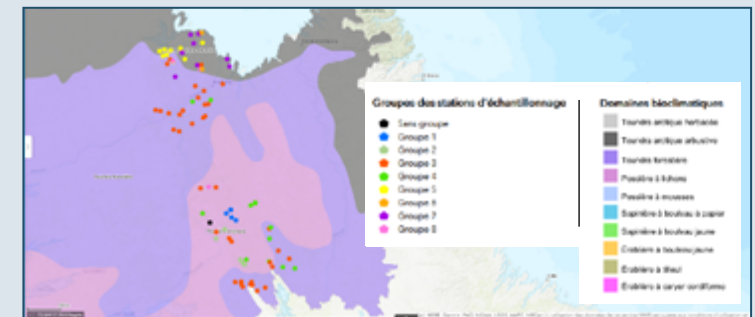 Groupes des stations d'échantillonnage
Sans groupe
Groupe 1
Groupe 2
Groupe 3
Groupe 4
Groupe 5
Groupe 6
Groupe 7
Groupe 8
Domaines bioclimatiques
Toundra arctique herbacée
Toundra arctique arbustive
Toundra forestière
Pessière à lichens
Pessière à mousses
Sapinière à bouleau à papier
Sapinière à bouleau jaune
Érablière à bouleau jaune
Érablière à tilleul
Érablière à caryer cordiforme